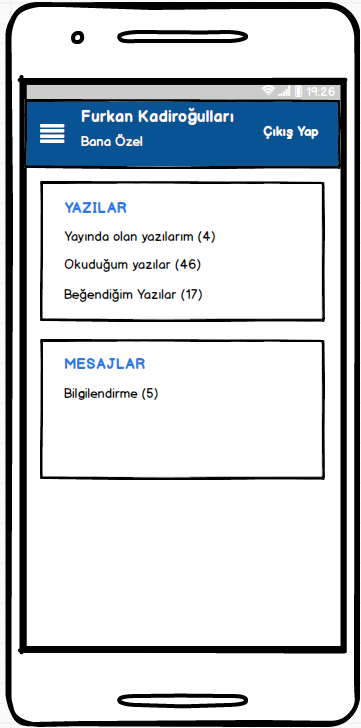 19:26
Furkan Kadiroğulları
Bana Özel
Çıkış Yap
YAZILAR
Yayında olan yazılarım (4)
Okuduğum yazılar (46)
Beğendiğim Yazılar (17)
MESAJLAR
Bilgilendirme (5)